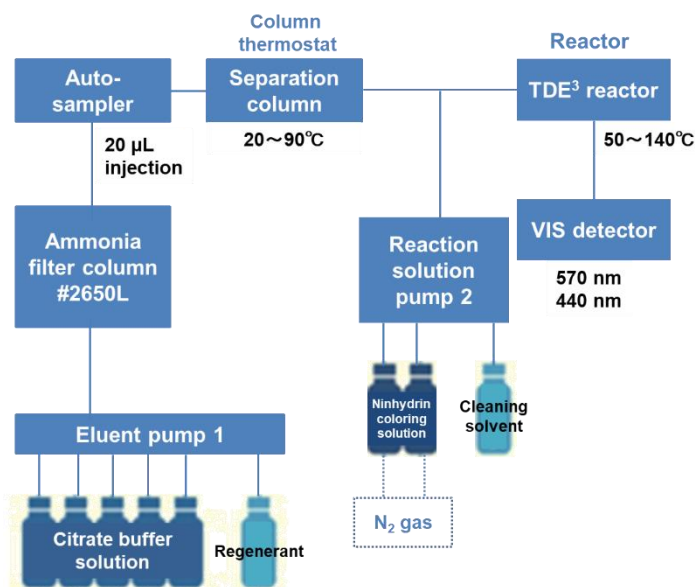 Column
thermostat
Reactor
Auto-
sampler
Separation
column
TDE³ reactor
20 µL
injection
20～90℃
50～140℃
Ammonia
filter column
#2650L
Reaction
solution
pump 2
VIS detector
570 nm
440 nm
Eluent pump 1
Ninhydrin
coloring
solution
Cleaning
solvent
Citrate buffer
solution
Regenerant
N₂ gas